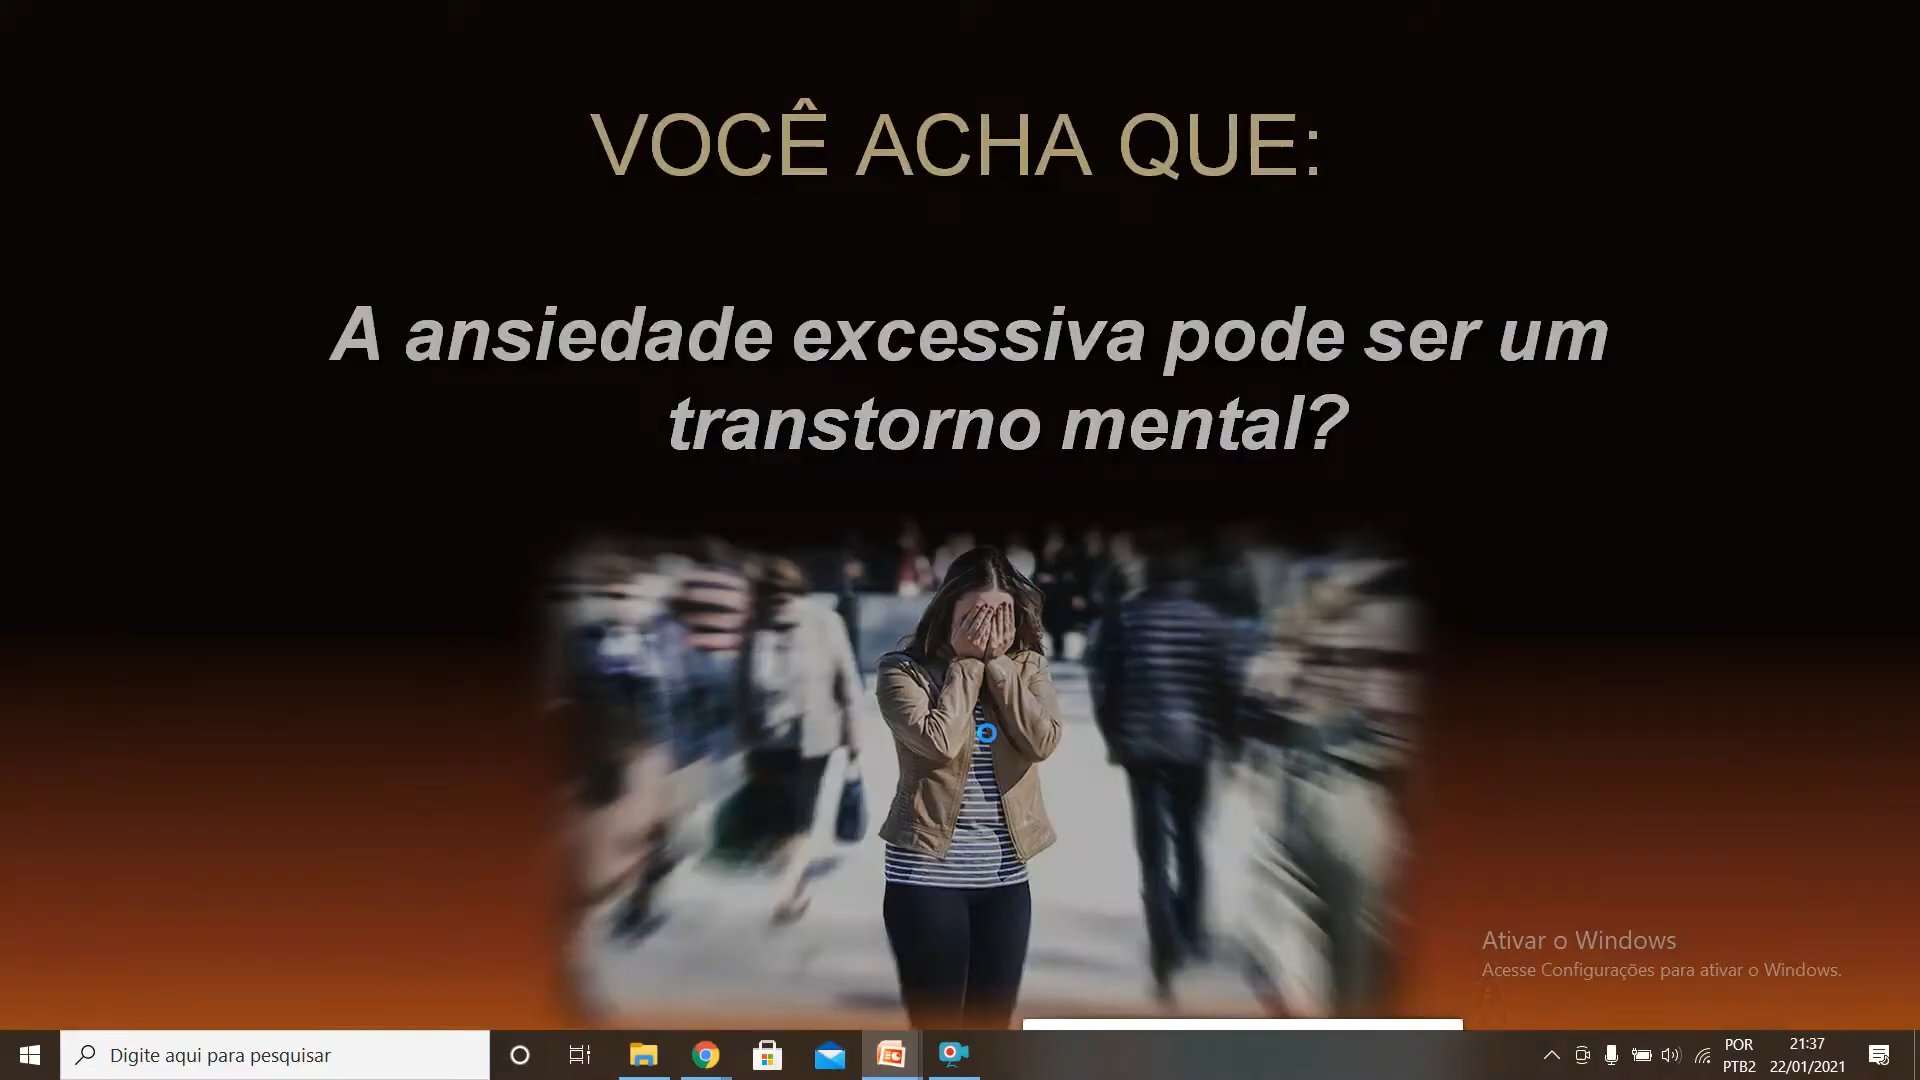 VOCÊ ACHA QUE:
A ansiedade excessiva pode ser um
transtorno mental?
Ativar o Windows
Acesse Configurações para ativar o Windows.
Digite aqui para pesquisar
POR
PTB2
21:37
22/01/2021